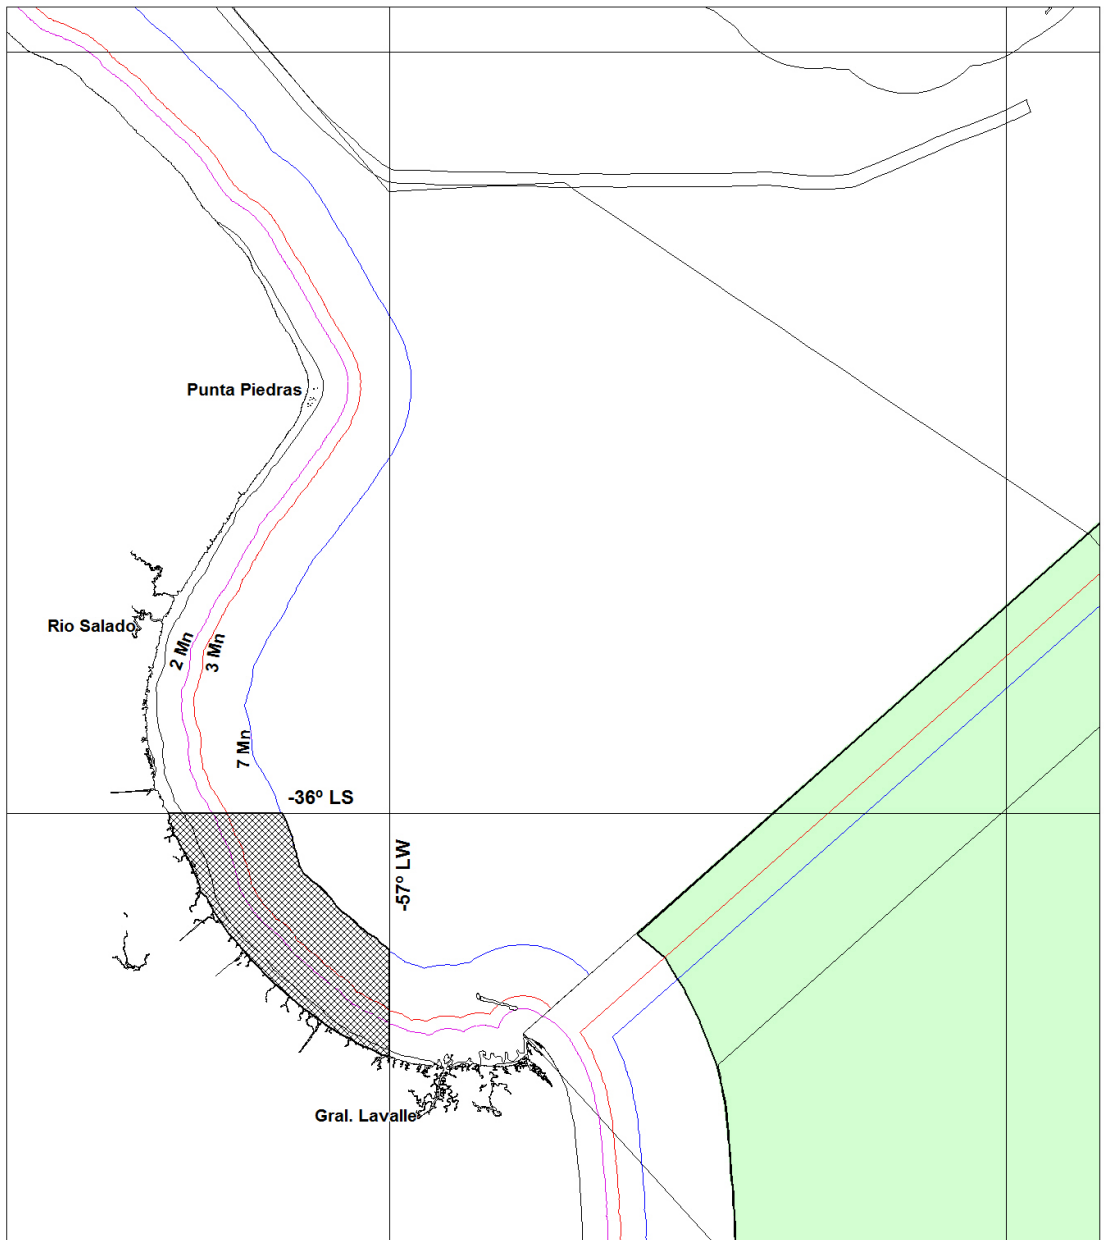 Punta Piedras
Rio Salado
2 Mn
3 Mn
7 Mn
-36º LS
-57º LW
Gral. Lavalle